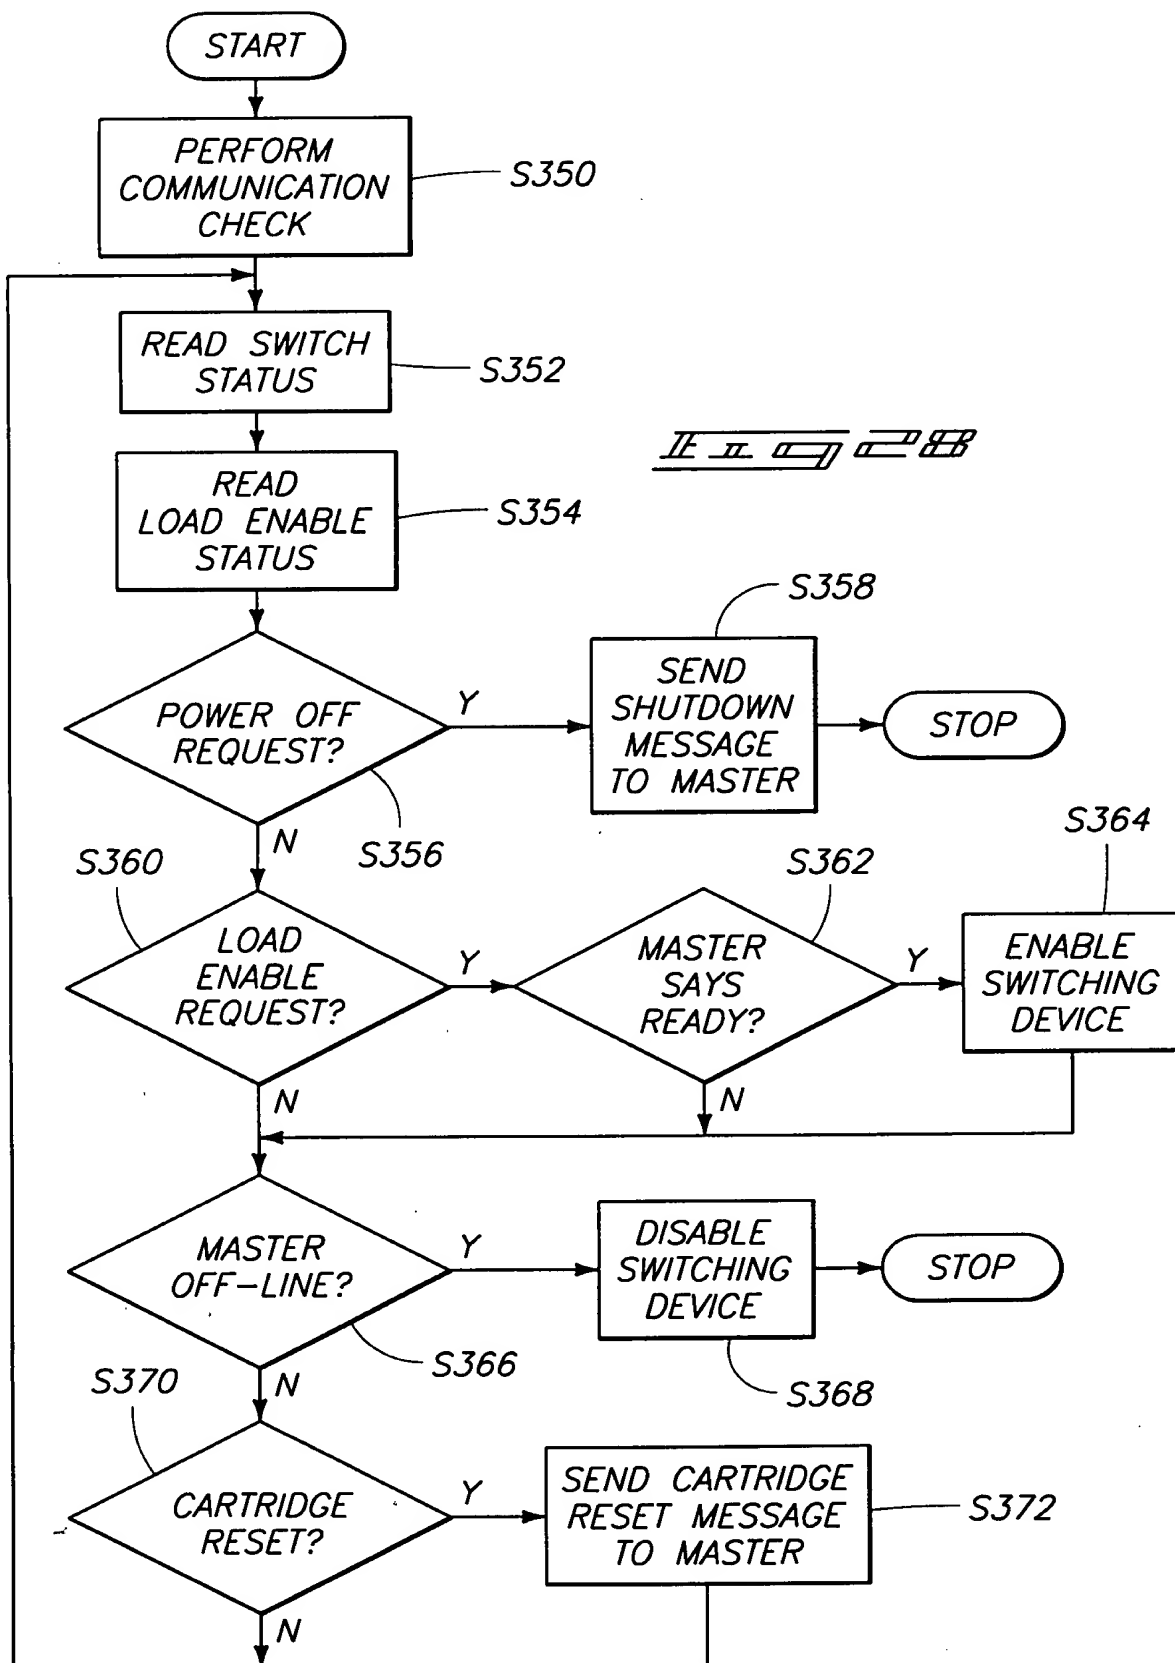 START
PERFORM
COMMUNICATION
CHECK
S350
READ SWITCH
STATUS
S352
Fig 28
READ
LOAD ENABLE
STATUS
S354
S358
POWER OFF
REQUEST?
Y
SEND
SHUTDOWN
MESSAGE
TO MASTER
STOP
N
S356
S360
S362
S364
LOAD
ENABLE
REQUEST?
Y
MASTER
SAYS
READY?
Y
ENABLE
SWITCHING
DEVICE
N
N
MASTER
OFF-LINE?
Y
DISABLE
SWITCHING
DEVICE
STOP
S366
S368
N
S370
CARTRIDGE
RESET?
Y
SEND CARTRIDGE
RESET MESSAGE
TO MASTER
S372
N